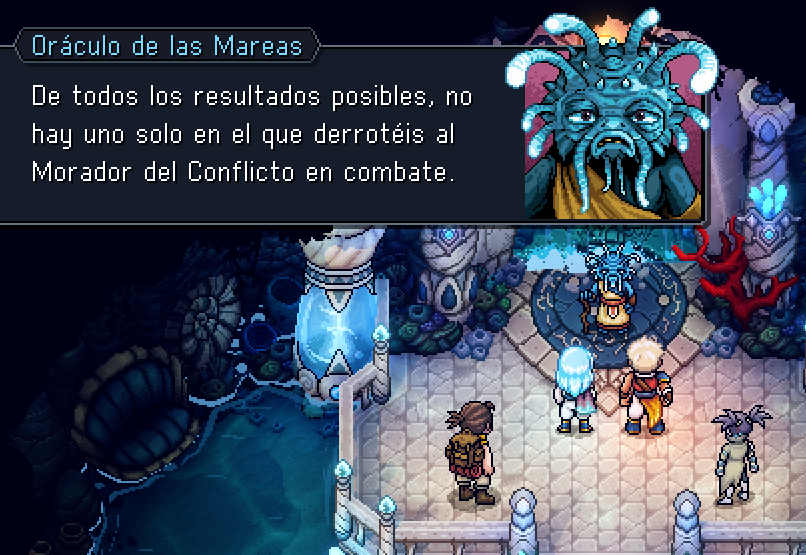 Oráculo de las Mareas
De todos los resultados posibles, no
hay uno solo en el que derrotéis al
Morador del Conflicto en combate.